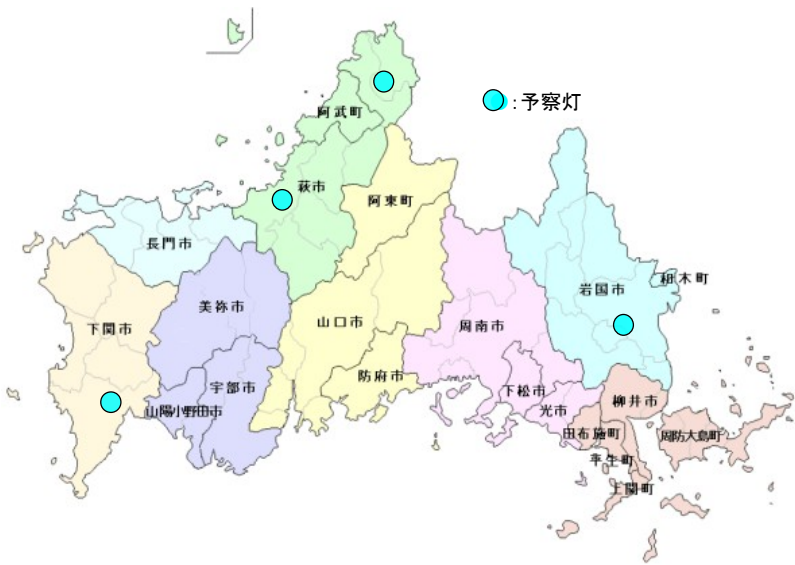 阿武町
：予察灯
萩市
阿東町
長門市
岩国市
和木町
美祢市
山口市
周南市
下関市
防府市
宇部市
下松市
柳井市
山陽小野田市
光市
田布施町
周防大島町
平生町
上関町